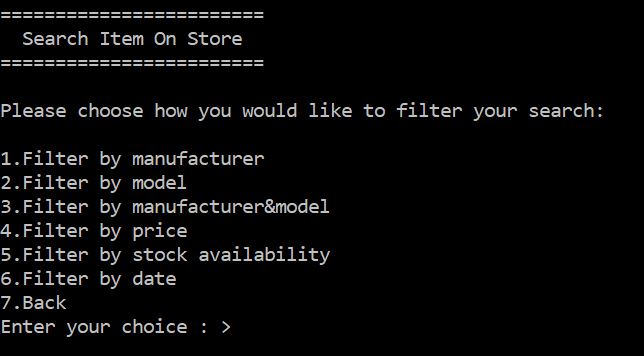 ========================
Search Item On Store
========================
Please choose how you would like to filter your search:
1.Filter by manufacturer
2.Filter by model
3.Filter by manufacturer&model
4.Filter by price
5.Filter by stock availability
6.Filter by date
7.Back
Enter your choice : >